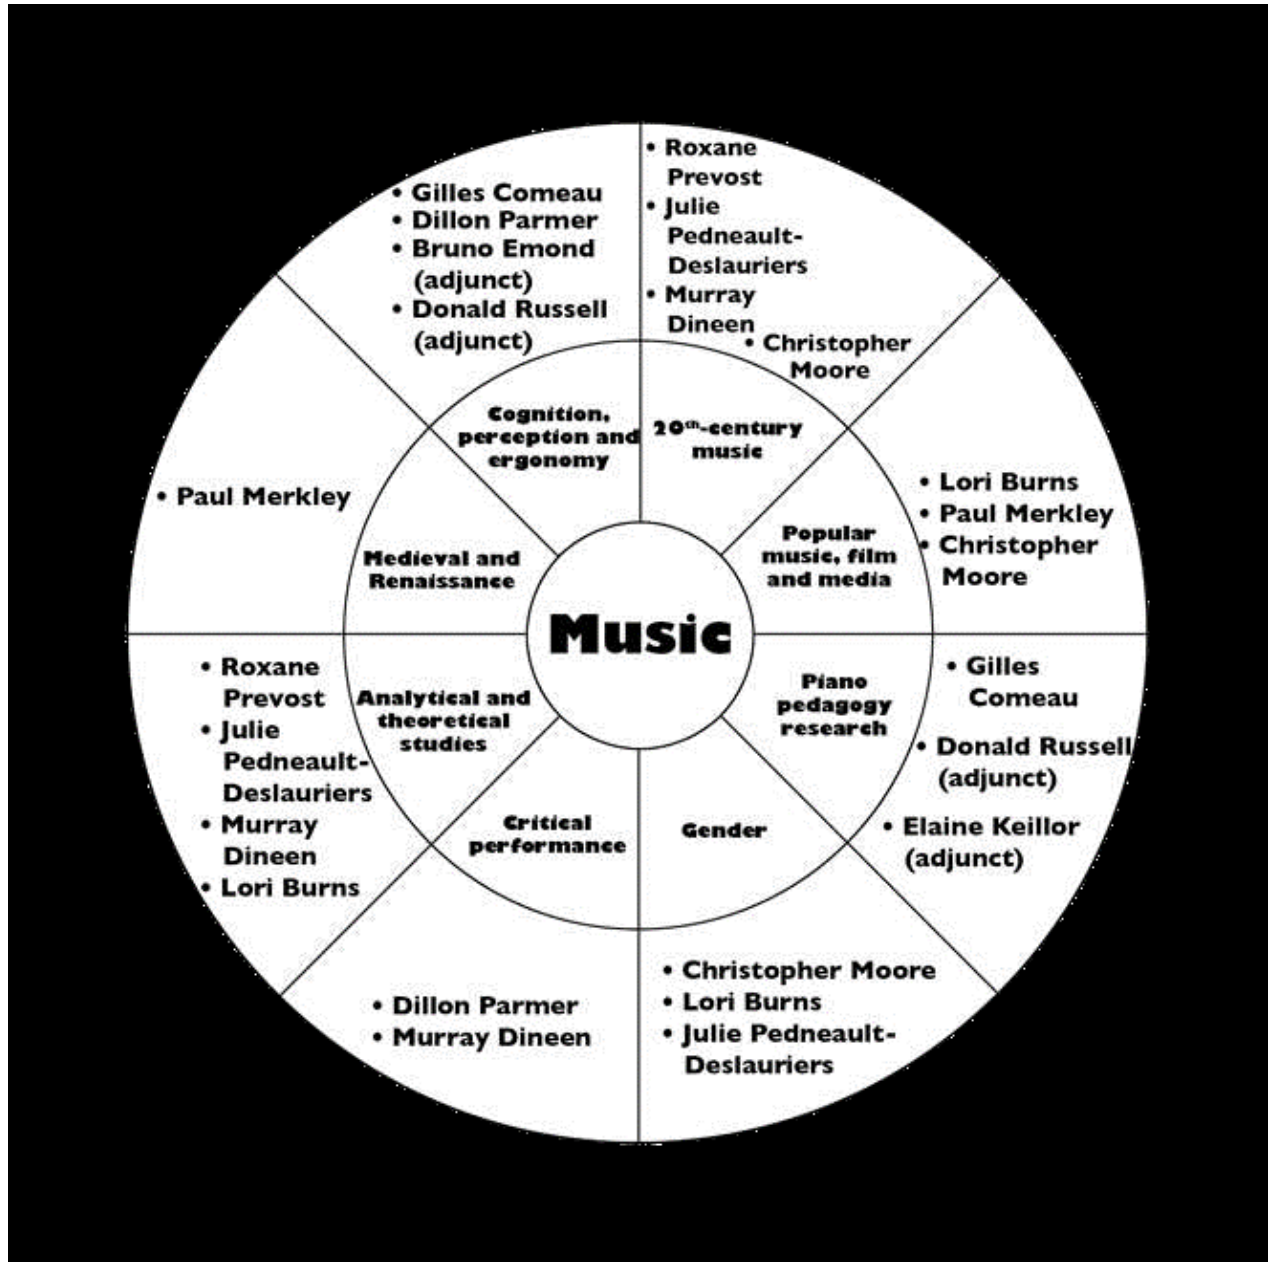 • Roxane
Prevost
• Julie
Pedneault-
Deslauriers
• Murray
Dineen
• Christopher
Moore
20th-century
music
• Lori Burns
• Paul Merkley
• Christopher
Moore
Popular
music, film
and media
• Gilles
Comeau
• Donald Russell
(adjunct)
• Elaine Keillor
(adjunct)
Piano
pedagogy
research
• Christopher Moore
• Lori Burns
• Julie Pedneault-
Deslauriers
Gender
• Dillon Parmer
• Murray Dineen
Critical
performance
• Roxane
Prevost
• Julie
Pedneault-
Deslauriers
• Murray
Dineen
• Lori Burns
Analytical and
theoretical
studies
• Paul Merkley
Medieval and
Renaissance
• Gilles Comeau
• Dillon Parmer
• Bruno Emond
(adjunct)
• Donald Russell
(adjunct)
Cognition,
perception and
ergonomy
Music